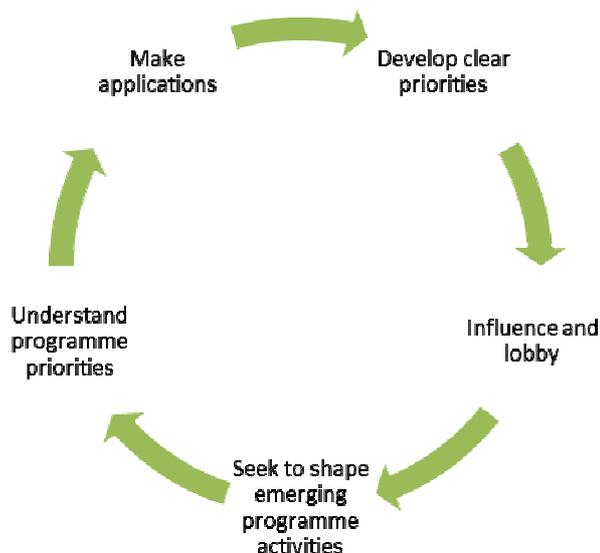 Make
applications
Develop clear
priorities
Influence and
lobby
Seek to shape
emerging
programme
activities
Understand
programme
priorities